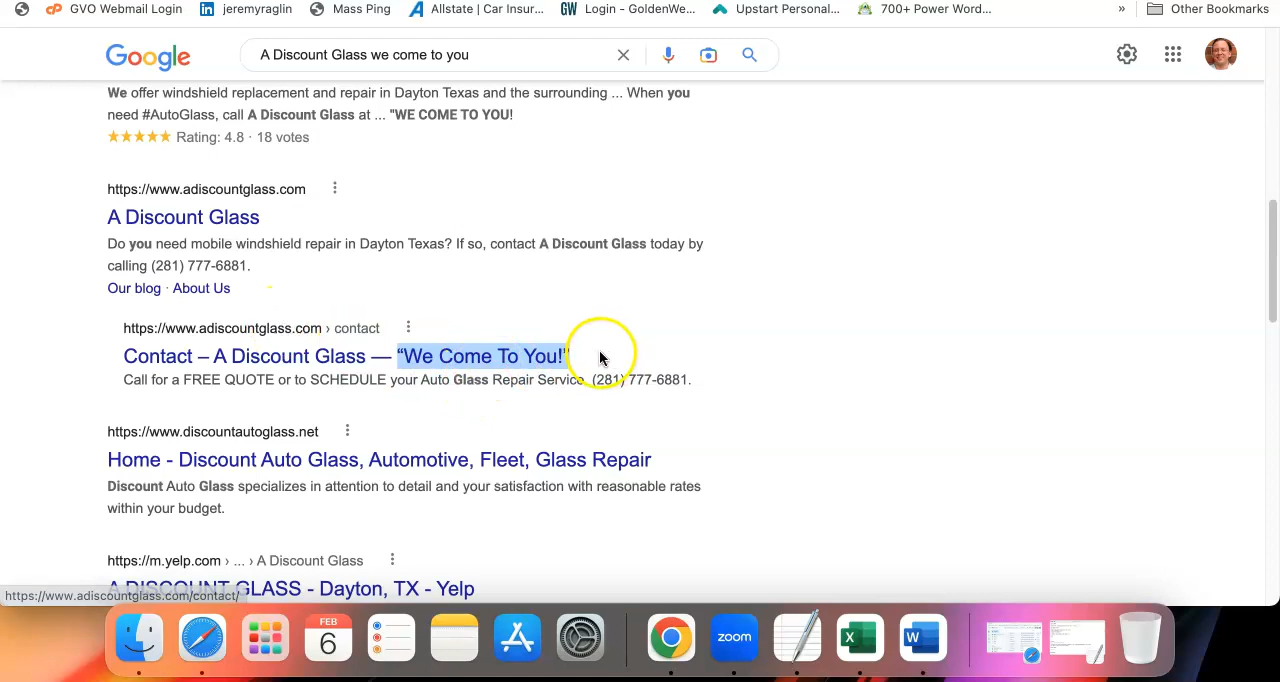 GVO Webmail Login
jeremyraglin
Mass Ping
Allstate | Car Insur...
GW Login - GoldenWe...
Upstart Personal...
700+ Power Word...
»
Other Bookmarks
Google
A Discount Glass we come to you
We offer windshield replacement and repair in Dayton Texas and the surrounding ... When you
need #AutoGlass, call A Discount Glass at ... "WE COME TO YOU!
Rating: 4.8 · 18 votes
https://www.adiscountglass.com
A Discount Glass
Do you need mobile windshield repair in Dayton Texas? If so, contact A Discount Glass today by
calling (281) 777-6881.
Our blog · About Us
https://www.adiscountglass.com › contact
Contact – A Discount Glass — “We Come To You!”
Call for a FREE QUOTE or to SCHEDULE your Auto Glass Repair Service. (281) 777-6881.
https://www.discountautoglass.net
Home - Discount Auto Glass, Automotive, Fleet, Glass Repair
Discount Auto Glass specializes in attention to detail and your satisfaction with reasonable rates
within your budget.
https://m.yelp.com › ... › A Discount Glass
A DISCOUNT GLASS - Dayton, TX - Yelp
https://www.adiscountglass.com/contact/
FEB
6
zoom
X
W